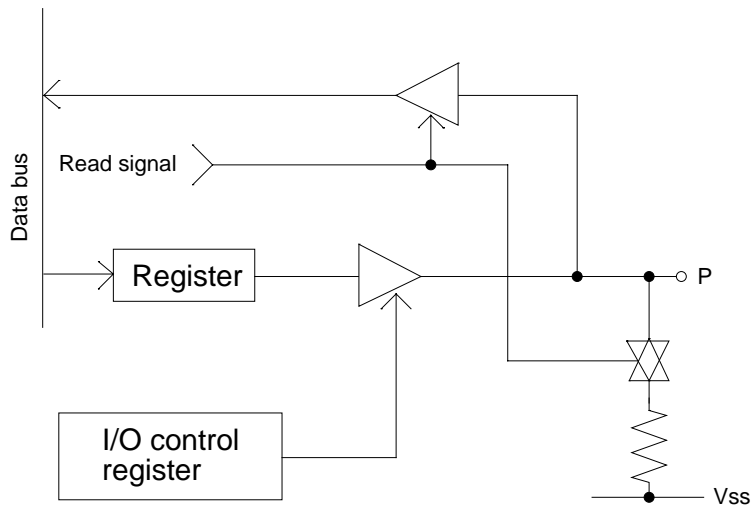 Data bus
Read signal
Register
P
I/O control
register
Vss